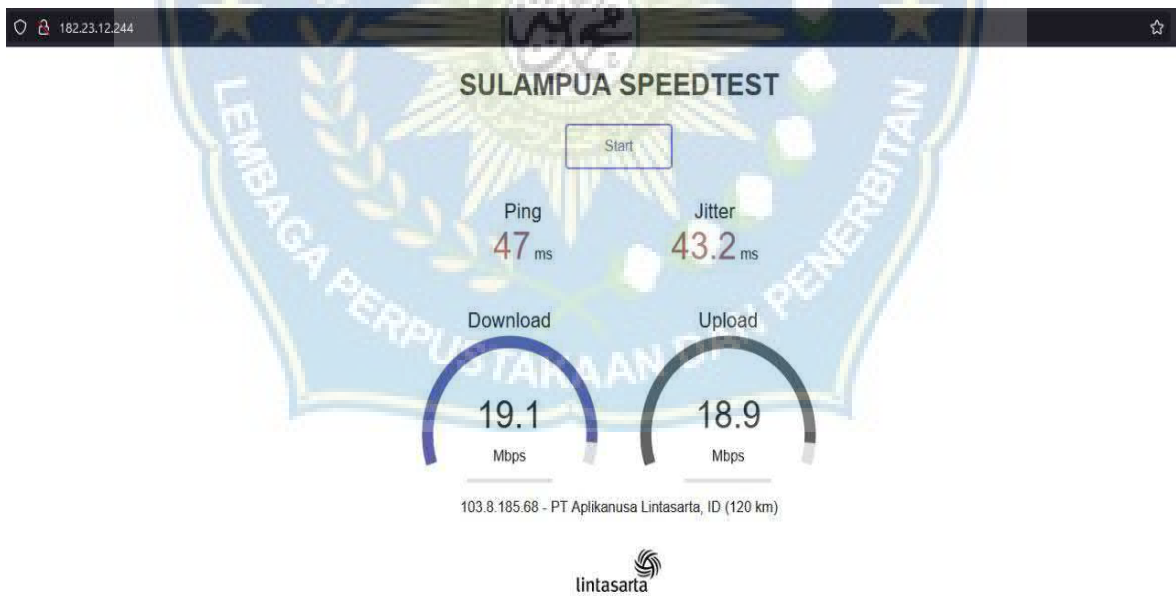 182.23.12.244
SULAMPUA SPEEDTEST
Start
Ping Jitter
47 ms 43.2 ms
Download Upload
19.1 18.9
Mbps Mbps
103.8.185.68 - PT Aplikanusa Lintasarta, ID (120 km)
lintasarta
LEMBAGA PERPUSTAKAAN DAN PENERBITAN